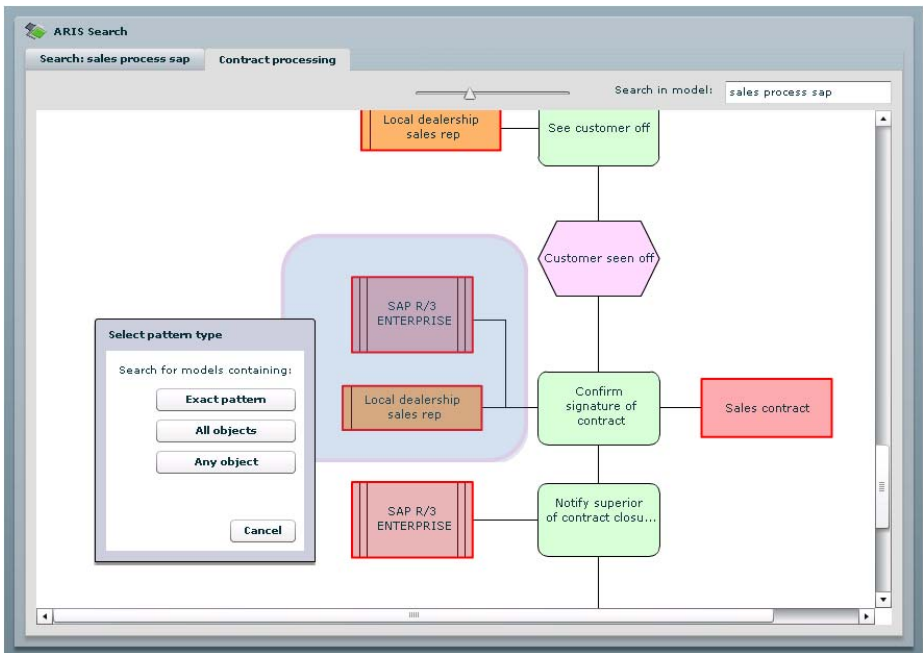 ARIS Search
Search: sales process sap
Contract processing
Search in model:
sales process sap
Local dealership
sales rep
See customer off
Customer seen off
SAP R/3
ENTERPRISE
Select pattern type
Search for models containing:
Exact pattern
All objects
Any object
Cancel
Local dealership
sales rep
Confirm
signature of
contract
Sales contract
SAP R/3
ENTERPRISE
Notify superior
of contract closu...